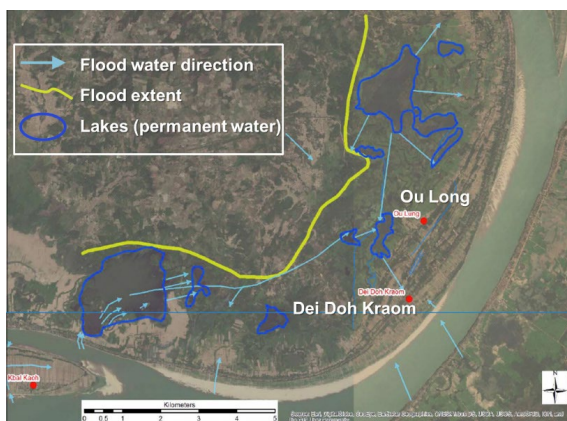 Flood water direction
Flood extent
Lakes (permanent water)
Ou Long
Ou Long
Dei Doh Kraom
Dei Doh Kraom
Kbal Kaoh
N
Kilometers
0 0.5 1 2 3 4 5